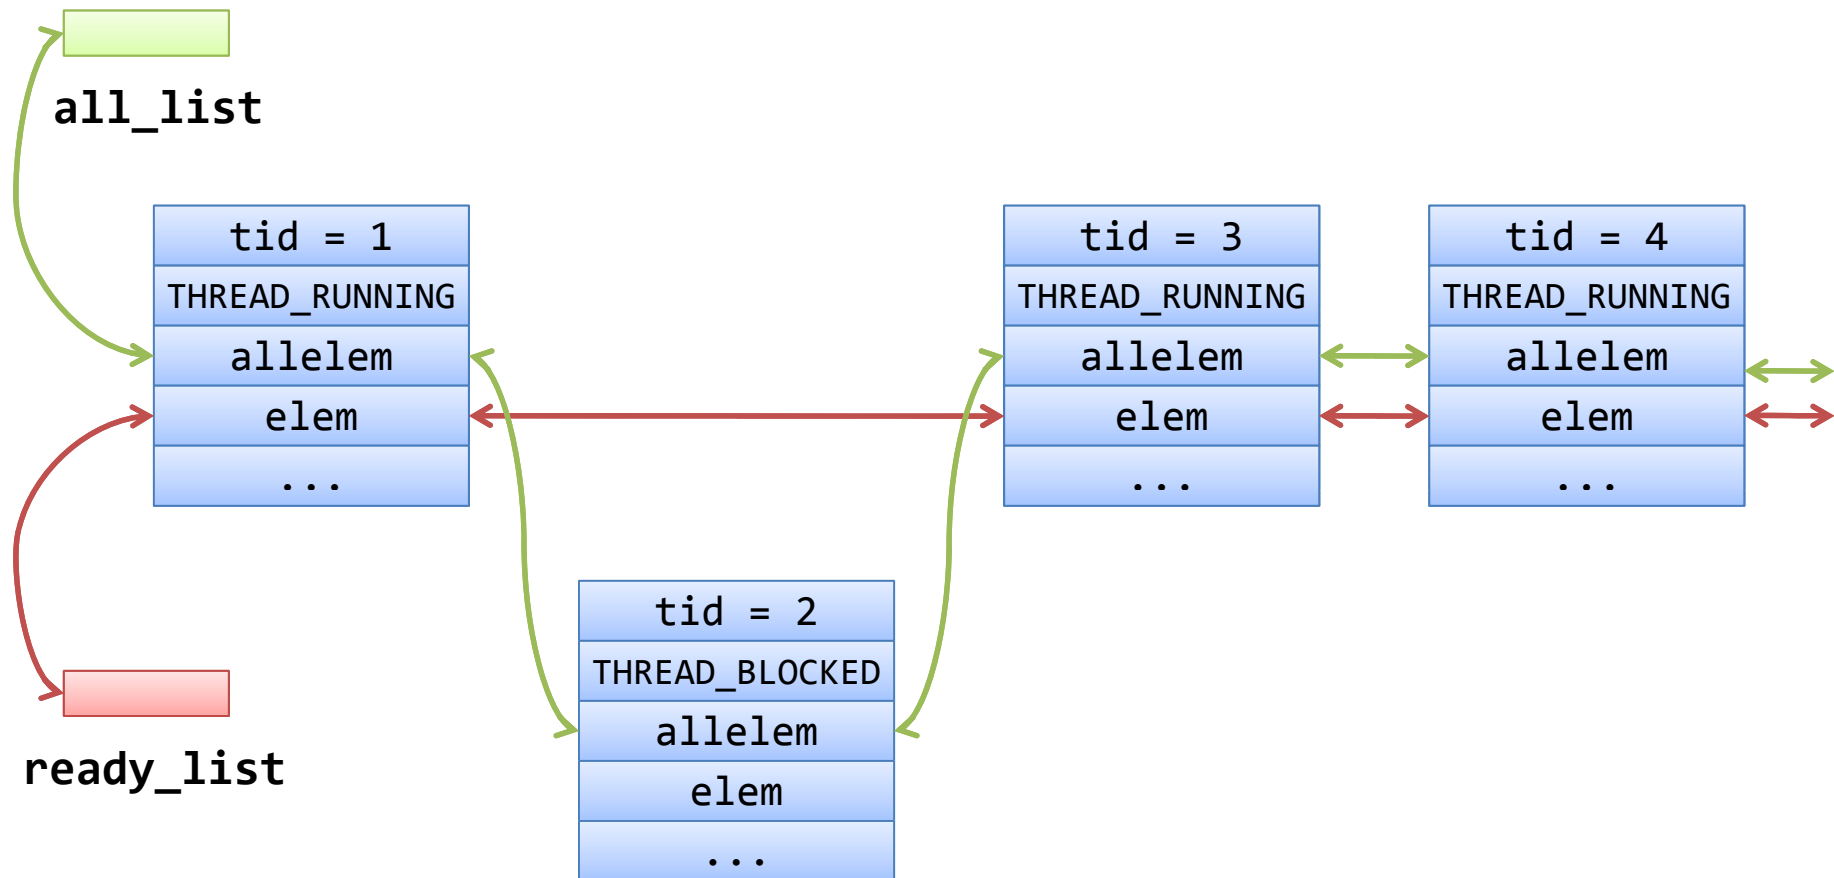 all_list
tid = 1
THREAD_RUNNING
allelem
elem
...
tid = 3
THREAD_RUNNING
allelem
elem
...
tid = 4
THREAD_RUNNING
allelem
elem
...
tid = 2
THREAD_BLOCKED
allelem
elem
...
ready_list